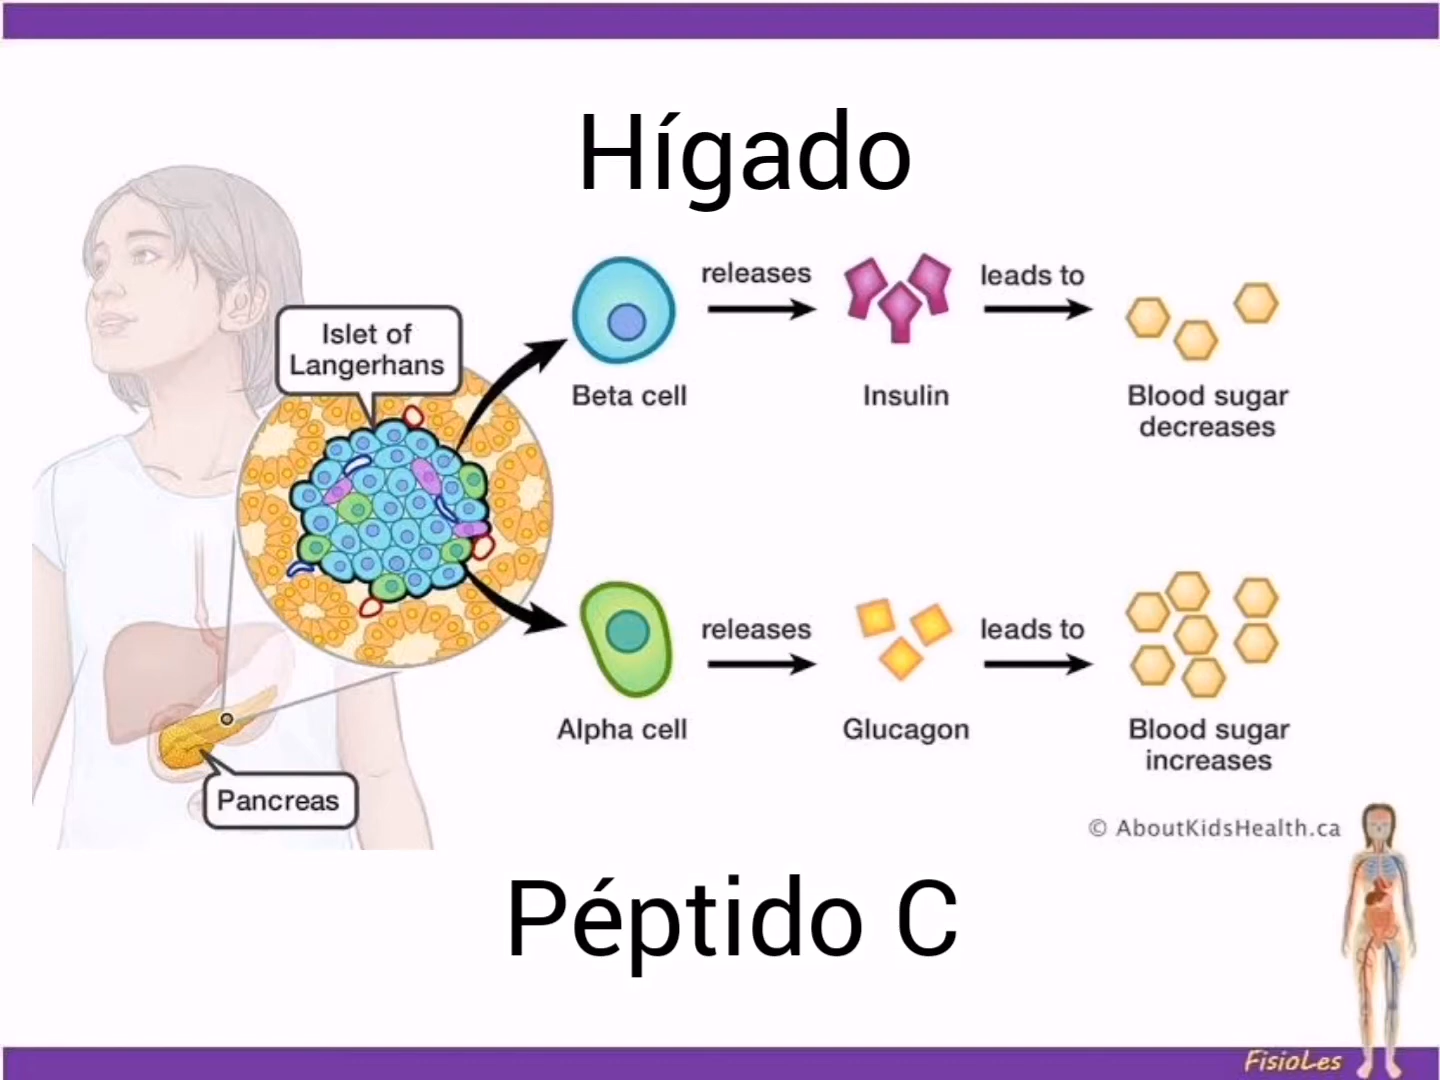 Hígado
Islet of
Langerhans
releases
leads to
Beta cell
Insulin
Blood sugar
decreases
releases
leads to
Alpha cell
Glucagon
Blood sugar
increases
Pancreas
© AboutKidsHealth.ca
Péptido C
FisioLes